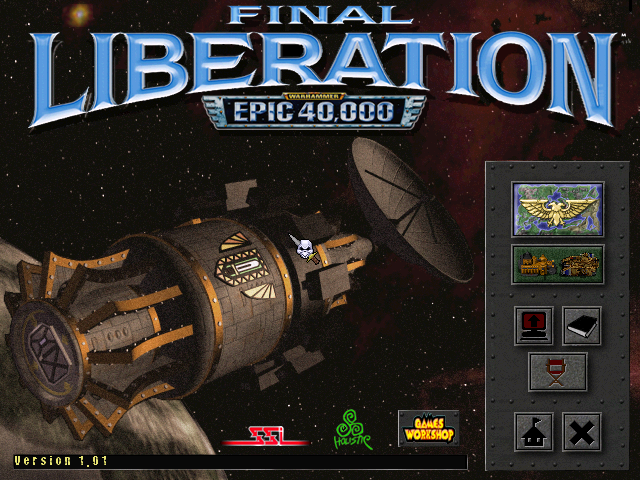 FINAL
LIBERATION
WARHAMMER
EPIC 40,000
SSI
Holistic
GAMES
WORKSHOP
Version 1.01